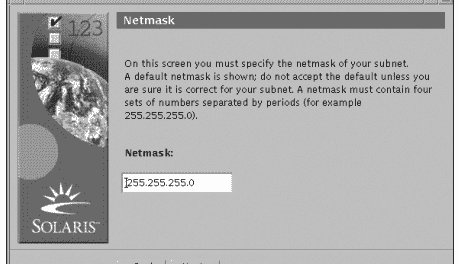 123
Netmask
On this screen you must specify the netmask of your subnet.
A default netmask is shown; do not accept the default unless you
are sure it is correct for your subnet. A netmask must contain four
sets of numbers separated by periods (for example
255.255.255.0).
Netmask:
255.255.255.0
SOLARIS